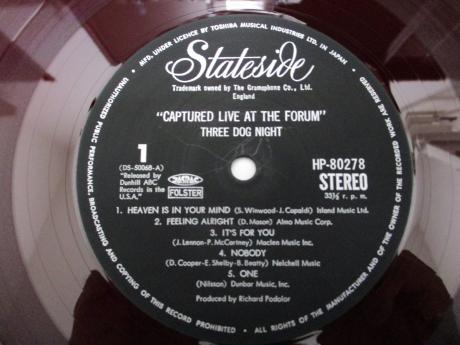 MFD. UNDER LICENCE BY TOSHIBA MUSICAL INDUSTRIES LTD. IN JAPAN
Stateside
Trademark owned by The Gramophone Co., Ltd.
England
"CAPTURED LIVE AT THE FORUM"
THREE DOG NIGHT
1
HP-80278
(DS-50068-A)
"Released by
Dunhill ABC
Records in the
U.S.A."
JASRAC
FOLSTER
STEREO
33⅓ r. p. m.
1. HEAVEN IS IN YOUR MIND (S. Winwood-J. Capaldi) Island Music Ltd.
2. FEELING ALRIGHT (D. Mason) Almo Music Corp.
3. IT'S FOR YOU
(J. Lennon-P. McCartney) Maclen Music Inc.
4. NOBODY
(D. Cooper-E. Shelby-B. Beatty) Nelchell Music
5. ONE
(Nilsson) Dunbar Music, Inc.
Produced by Richard Podolor
UNAUTHORIZED PUBLIC PERFORMANCE, BROADCASTING AND COPYING OF THIS RECORD PROHIBITED • ALL RIGHTS OF THE MANUFACTURER AND OF THE OWNER OF THE RECORDED WORK ARE RESERVED